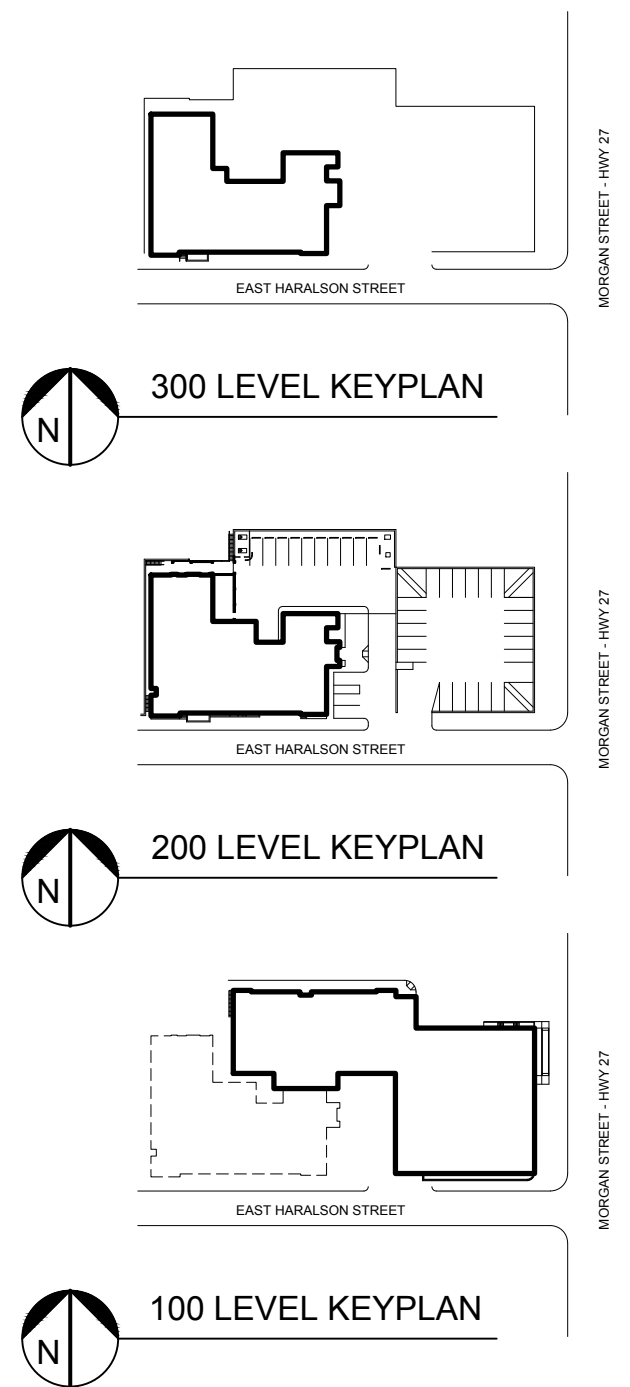 MORGAN STREET - HWY 27
EAST HARALSON STREET
300 LEVEL KEYPLAN
N
MORGAN STREET - HWY 27
EAST HARALSON STREET
200 LEVEL KEYPLAN
N
MORGAN STREET - HWY 27
EAST HARALSON STREET
100 LEVEL KEYPLAN
N